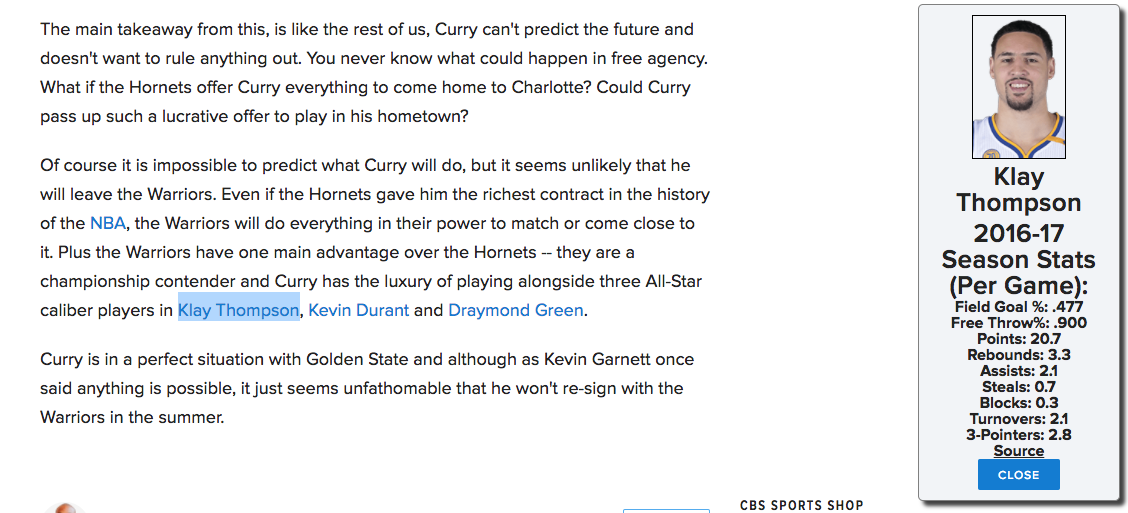 The main takeaway from this, is like the rest of us, Curry can't predict the future and
doesn't want to rule anything out. You never know what could happen in free agency.
What if the Hornets offer Curry everything to come home to Charlotte? Could Curry
pass up such a lucrative offer to play in his hometown?
Of course it is impossible to predict what Curry will do, but it seems unlikely that he
will leave the Warriors. Even if the Hornets gave him the richest contract in the history
of the NBA, the Warriors will do everything in their power to match or come close to
it. Plus the Warriors have one main advantage over the Hornets -- they are a
championship contender and Curry has the luxury of playing alongside three All-Star
caliber players in Klay Thompson, Kevin Durant and Draymond Green.
Curry is in a perfect situation with Golden State and although as Kevin Garnett once
said anything is possible, it just seems unfathomable that he won't re-sign with the
Warriors in the summer.
CBS SPORTS SHOP
Klay
Thompson
2016-17
Season Stats
(Per Game):
Field Goal %: .477
Free Throw%: .900
Points: 20.7
Rebounds: 3.3
Assists: 2.1
Steals: 0.7
Blocks: 0.3
Turnovers: 2.1
3-Pointers: 2.8
Source
CLOSE